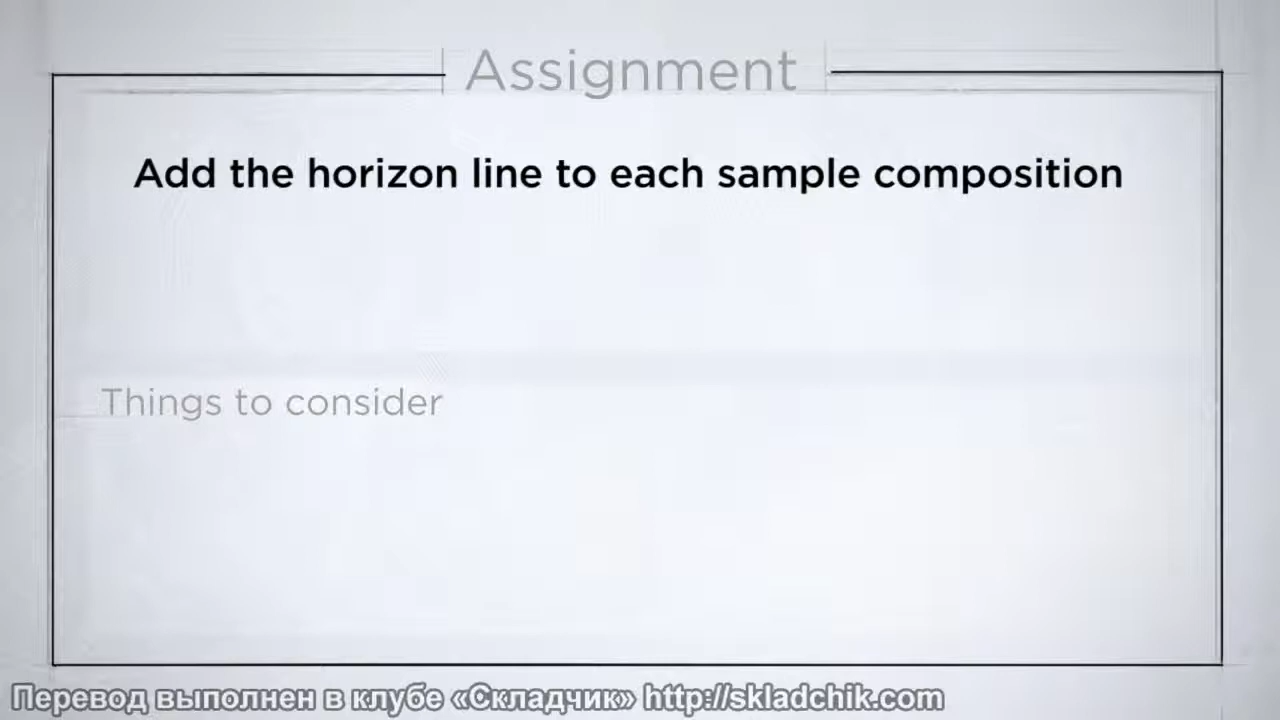 Assignment
Add the horizon line to each sample composition
Things to consider
Перевод выполнен в клубе «Складчик» http://skladchik.com